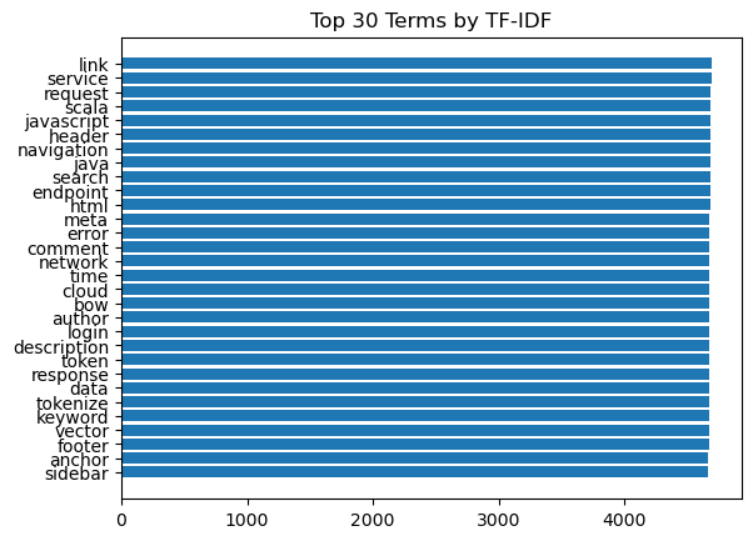 Top 30 Terms by TF-IDF
link
service
request
scala
javascript
header
navigation
java
search
endpoint
html
meta
error
comment
network
time
cloud
bow
author
login
description
token
response
data
tokenize
keyword
vector
footer
anchor
sidebar
0 1000 2000 3000 4000